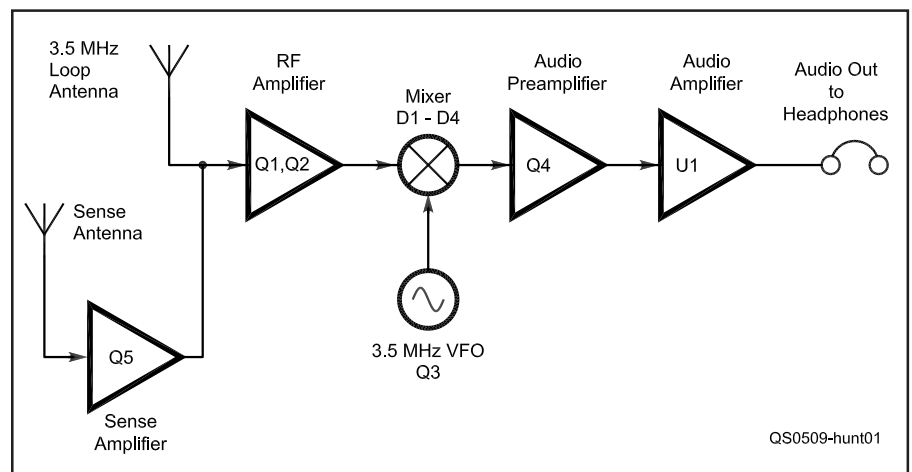 3.5 MHz
Loop
Antenna
RF
Amplifier
Mixer
D1 - D4
Audio
Preamplifier
Audio
Amplifier
Audio Out
to
Headphones
Q1,Q2
Q4
U1
Sense
Antenna
Q5
Sense
Amplifier
3.5 MHz VFO
Q3
QS0509-hunt01